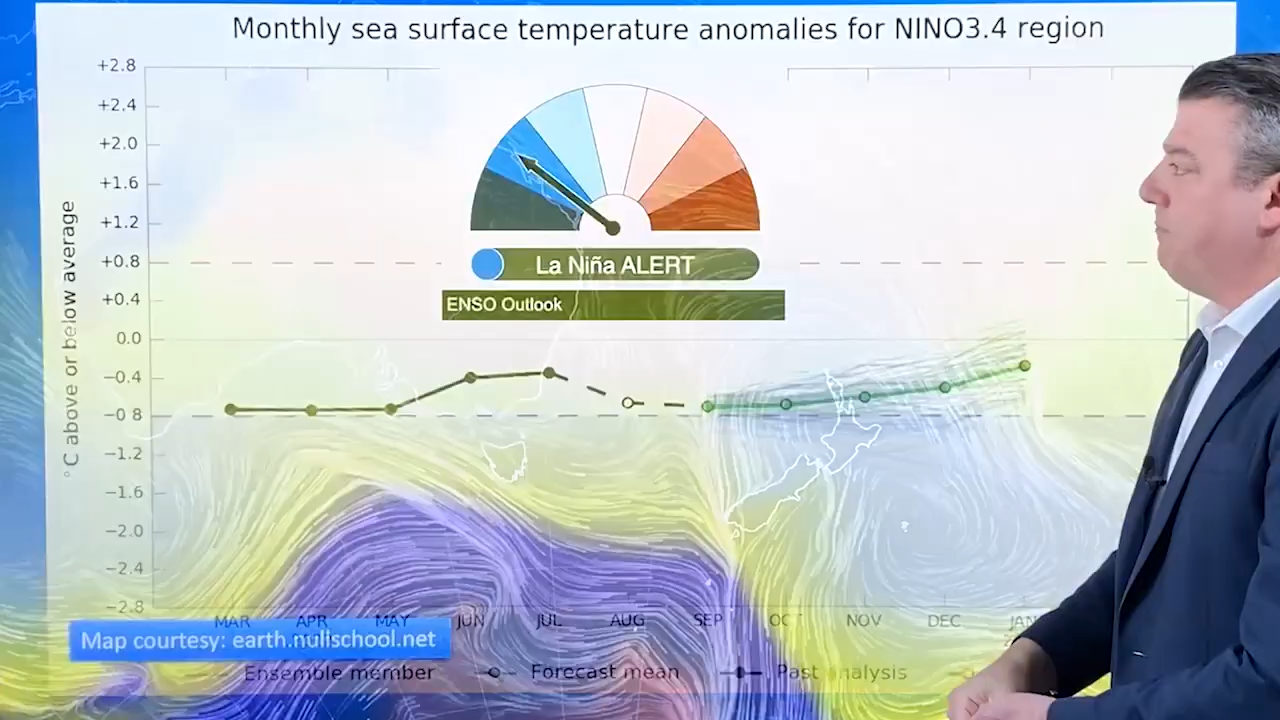 Monthly sea surface temperature anomalies for NINO3.4 region
+2.8
+2.4
+2.0
+1.6
+1.2
+0.8
+0.4
0.0
−0.4
−0.8
−1.2
−1.6
−2.0
−2.4
−2.8
°C above or below average
La Niña ALERT
ENSO Outlook
MAR APR MAY JUN JUL AUG SEP OCT NOV DEC JAN
Map courtesy: earth.nullschool.net
Ensemble member Forecast mean Past analysis